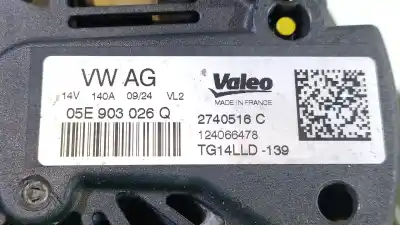 VW AG
14V 140A 09/24 VL2
05E 903 026 Q
Valeo
MADE IN FRANCE
2740516 C
124066478
TG14LLD -139